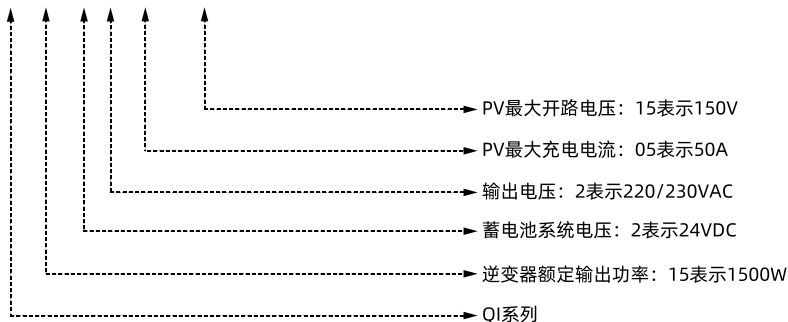 PV最大开路电压：15表示150V
PV最大充电电流：05表示50A
输出电压：2表示220/230VAC
蓄电池系统电压：2表示24VDC
逆变器额定输出功率：15表示1500W
QI系列